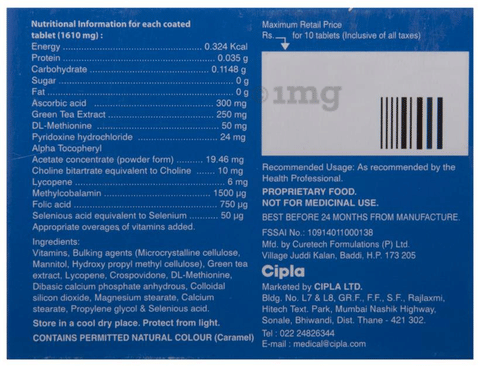 Nutritional Information for each coated
tablet (1610 mg) :
Energy ........................................ 0.324 Kcal
Protein ........................................ 0.035 g
Carbohydrate ........................................ 0.1148 g
Sugar ........................................ 0 g
Fat ........................................ 0 g
Ascorbic acid ........................................ 300 mg
Green Tea Extract ........................................ 250 mg
DL-Methionine ........................................ 50 mg
Pyridoxine hydrochloride ................ 24 mg
Alpha Tocopheryl
Acetate concentrate (powder form) .......... 19.46 mg
Choline bitartrate equivalent to Choline ....... 10 mg
Lycopene ........................................ 6 mg
Methylcobalamin ........................................ 1500 µg
Folic acid ........................................ 750 µg
Selenious acid equivalent to Selenium ........... 50 µg
Appropriate overages of vitamins added.
Ingredients:
Vitamins, Bulking agents (Microcrystalline cellulose,
Mannitol, Hydroxy propyl methyl cellulose), Green tea
extract, Lycopene, Crospovidone, DL-Methionine,
Dibasic calcium phosphate anhydrous, Colloidal
silicon dioxide, Magnesium stearate, Calcium
stearate, Propylene glycol & Selenious acid.
Store in a cool dry place. Protect from light.
CONTAINS PERMITTED NATURAL COLOUR (Caramel)
Maximum Retail Price
Rs. for 10 tablets (Inclusive of all taxes)
1mg
Recommended Usage: As recommended by the
Health Professional.
PROPRIETARY FOOD.
NOT FOR MEDICINAL USE.
BEST BEFORE 24 MONTHS FROM MANUFACTURE.
FSSAI No.: 10914011000138
Mfd. by Curetech Formulations (P) Ltd.
Village Juddi Kalan, Baddi, H.P. 173 205
Cipla
Marketed by CIPLA LTD.
Bldg. No. L7 & L8, GR.F., F.F., S.F., Rajlaxmi,
Hitech Text. Park, Mumbai Nashik Highway,
Sonale, Bhiwandi, Dist. Thane - 421 302.
Tel : 022 24826344
E-mail : medical@cipla.com